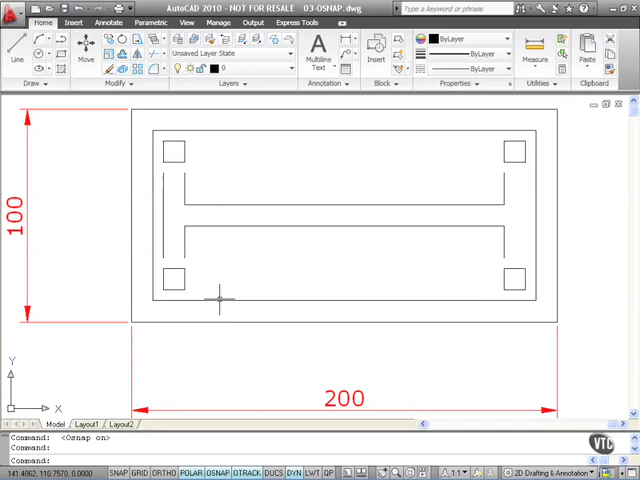 AutoCAD 2010 - NOT FOR RESALE 03-OSNAP.dwg
Type a keyword or phrase
Home Insert Annotate Parametric View Manage Output Express Tools
Unsaved Layer State
0
Line
Move
Multiline
Text
Insert
ByLayer
ByLayer
ByLayer
Measure
Paste
Draw Modify Layers Annotation Block Properties Utilities Clipboard
100
200
Y
X
Model Layout1 Layout2
Command: <Osnap on>
Command:
Command:
VTC
141.4062, 110.7570, 0.0000 SNAP GRID ORTHO POLAR OSNAP OTRACK DUCS DYN LWT QP 1:1 2D Drafting & Annotation